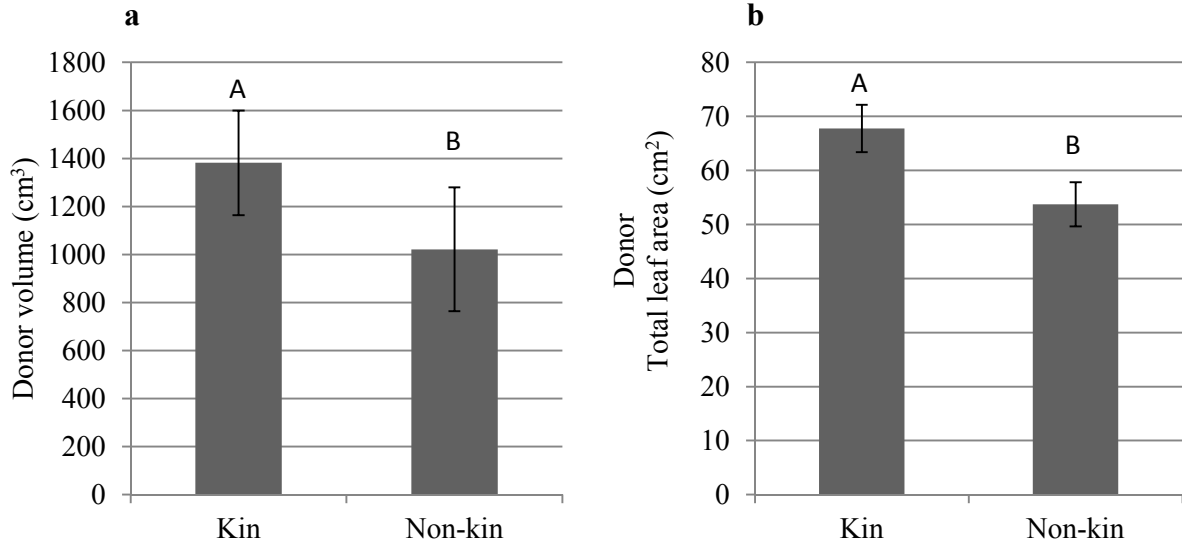 a
Donor volume (cm³)
1800
1600
1400
1200
1000
800
600
400
200
0
A
B
Kin
Non-kin
b
Donor
Total leaf area (cm²)
80
70
60
50
40
30
20
10
0
A
B
Kin
Non-kin